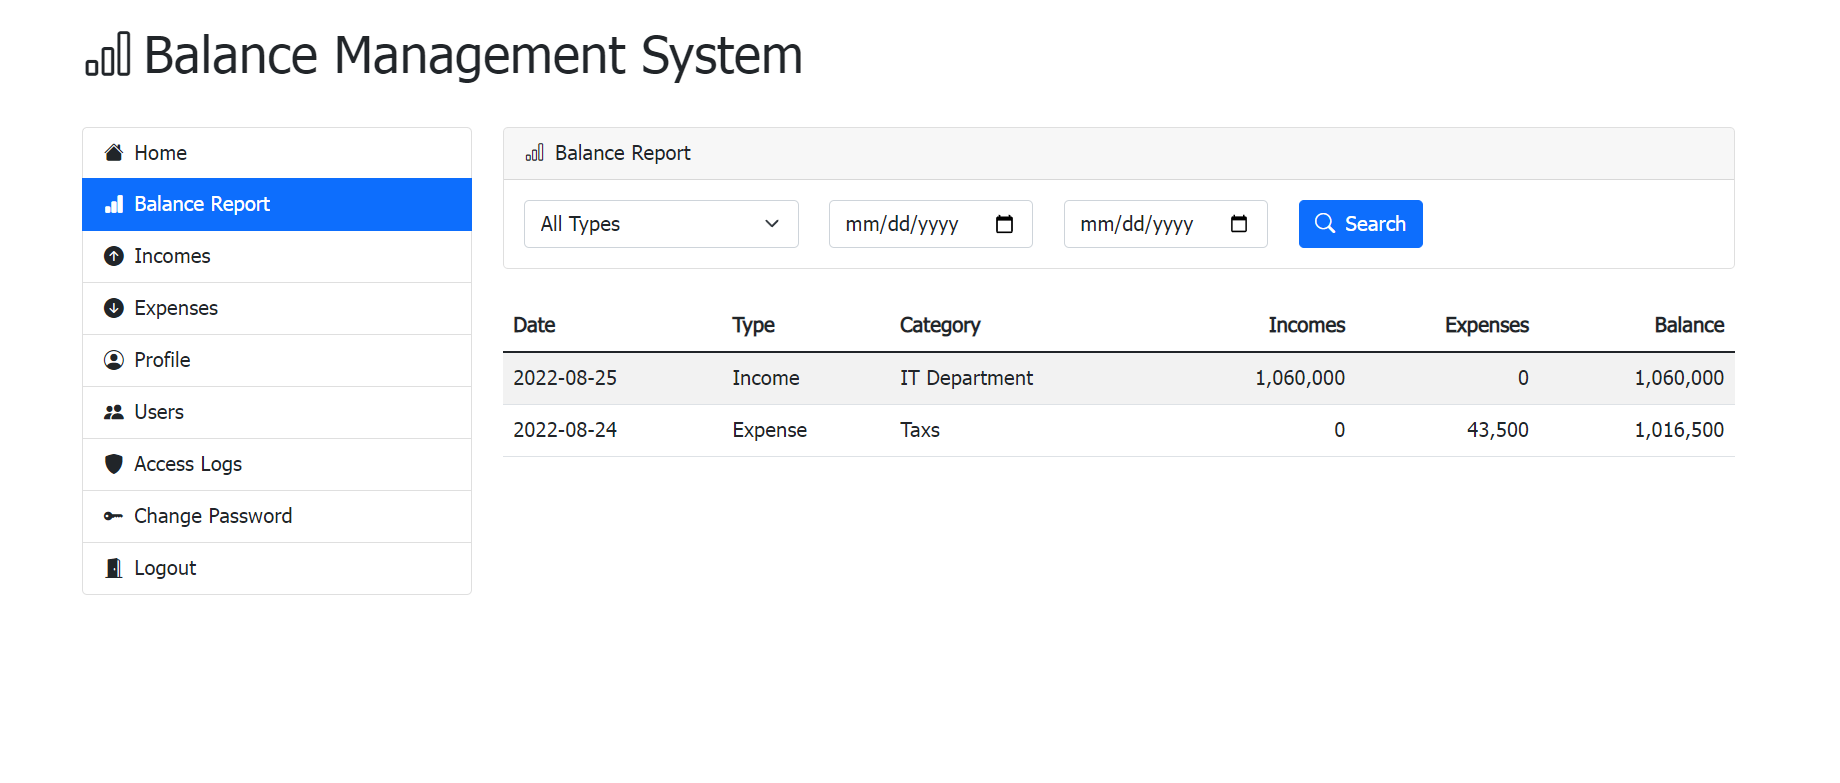 Balance Management System
Home
Balance Report
Incomes
Expenses
Profile
Users
Access Logs
Change Password
Logout
Balance Report
All Types mm/dd/yyyy mm/dd/yyyy Search
Date Type Category Incomes Expenses Balance
2022-08-25 Income IT Department 1,060,000 0 1,060,000
2022-08-24 Expense Taxs 0 43,500 1,016,500